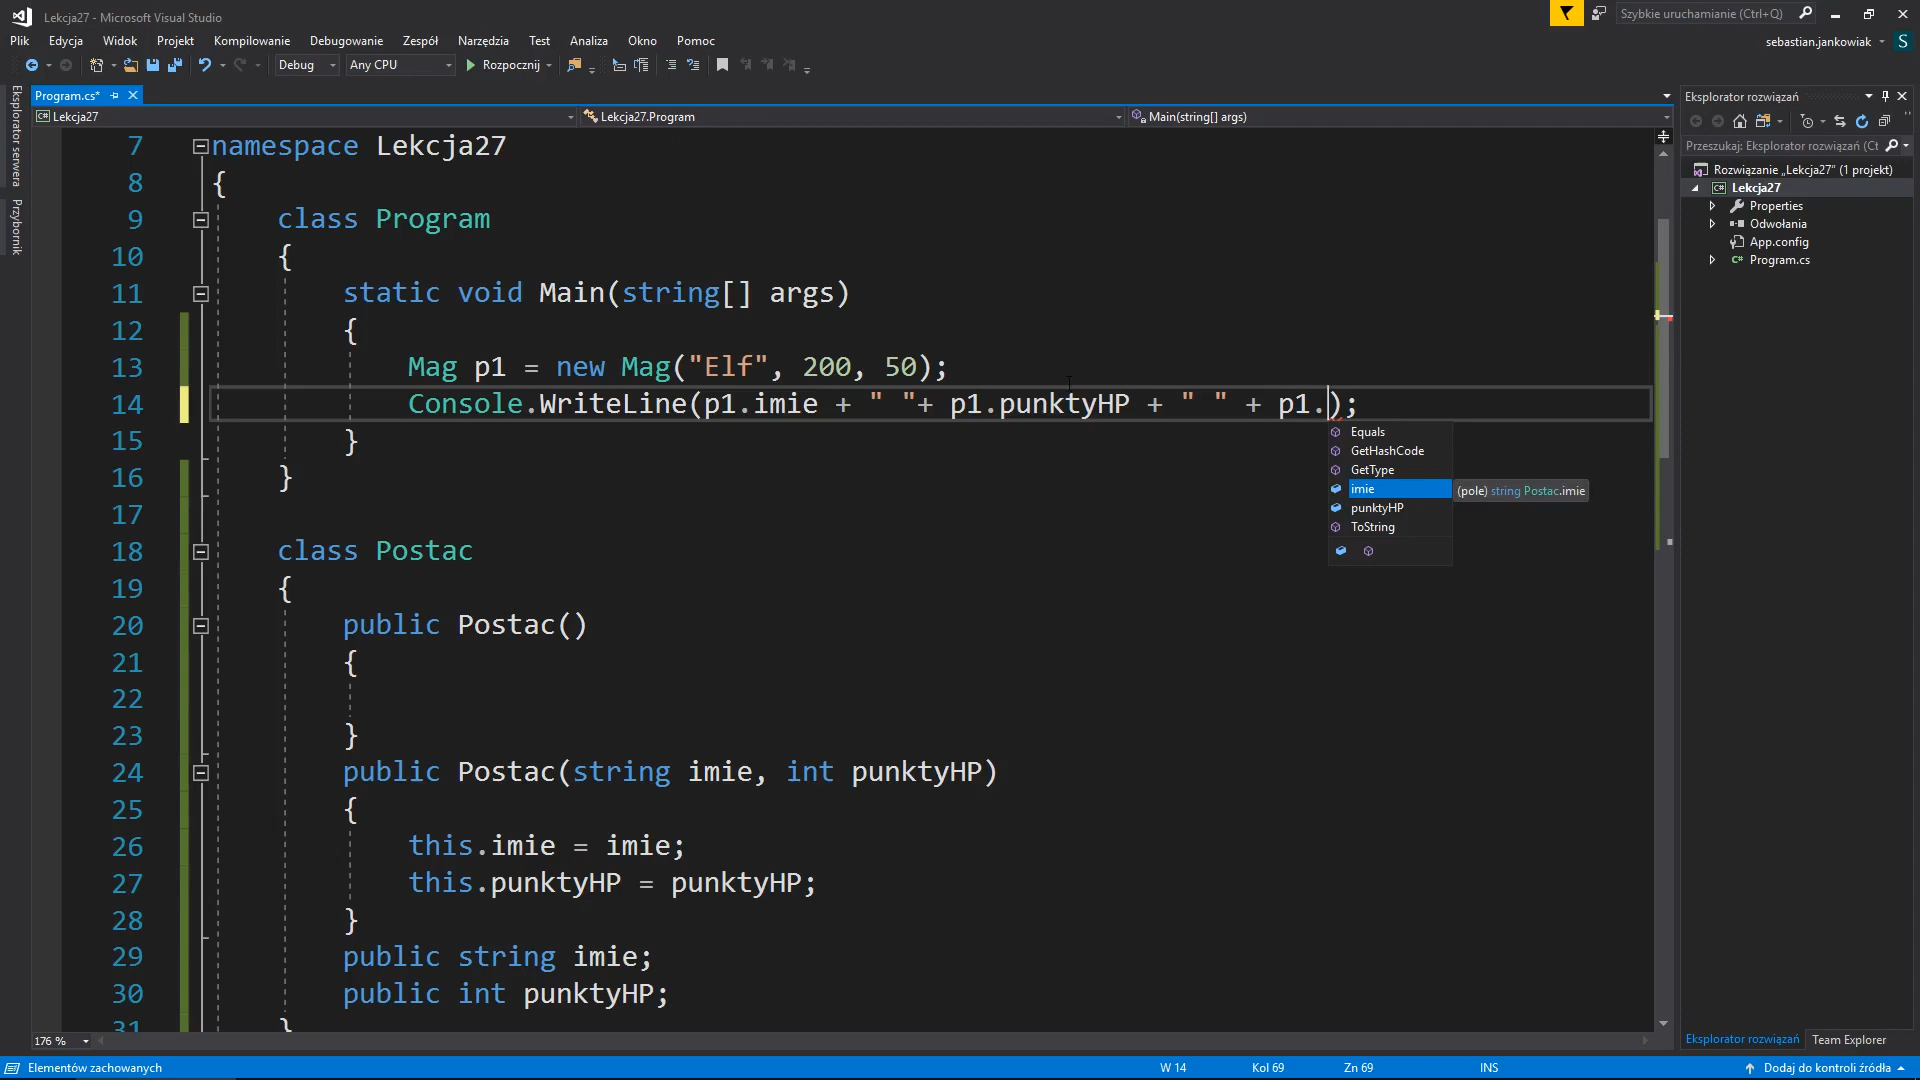 Lekcja27 - Microsoft Visual Studio
Szybkie uruchamianie (Ctrl+Q)
Plik Edycja Widok Projekt Kompilowanie Debugowanie Zespół Narzędzia Test Analiza Okno Pomoc
sebastian.jankowiak S
Debug Any CPU Rozpocznij
Eksplorator serwera
Przybornik
Program.cs*
Lekcja27 Lekcja27.Program Main(string[] args)
7 namespace Lekcja27
8 {
9 class Program
10 {
11 static void Main(string[] args)
12 {
13 Mag p1 = new Mag("Elf", 200, 50);
14 Console.WriteLine(p1.imie + " "+ p1.punktyHP + " " + p1.);
15 }
16 }
17
18 class Postac
19 {
20 public Postac()
21 {
22
23 }
24 public Postac(string imie, int punktyHP)
25 {
26 this.imie = imie;
27 this.punktyHP = punktyHP;
28 }
29 public string imie;
30 public int punktyHP;
31 }
Equals
GetHashCode
GetType
imie
punktyHP
ToString
(pole) string Postac.imie
Eksplorator rozwiązań
Przeszukaj: Eksplorator rozwiązań (Ct
Rozwiązanie „Lekcja27" (1 projekt)
C# Lekcja27
Properties
Odwołania
App.config
C# Program.cs
176 %
Eksplorator rozwiązań Team Explorer
Elementów zachowanych W 14 Kol 69 Zn 69 INS Dodaj do kontroli źródła